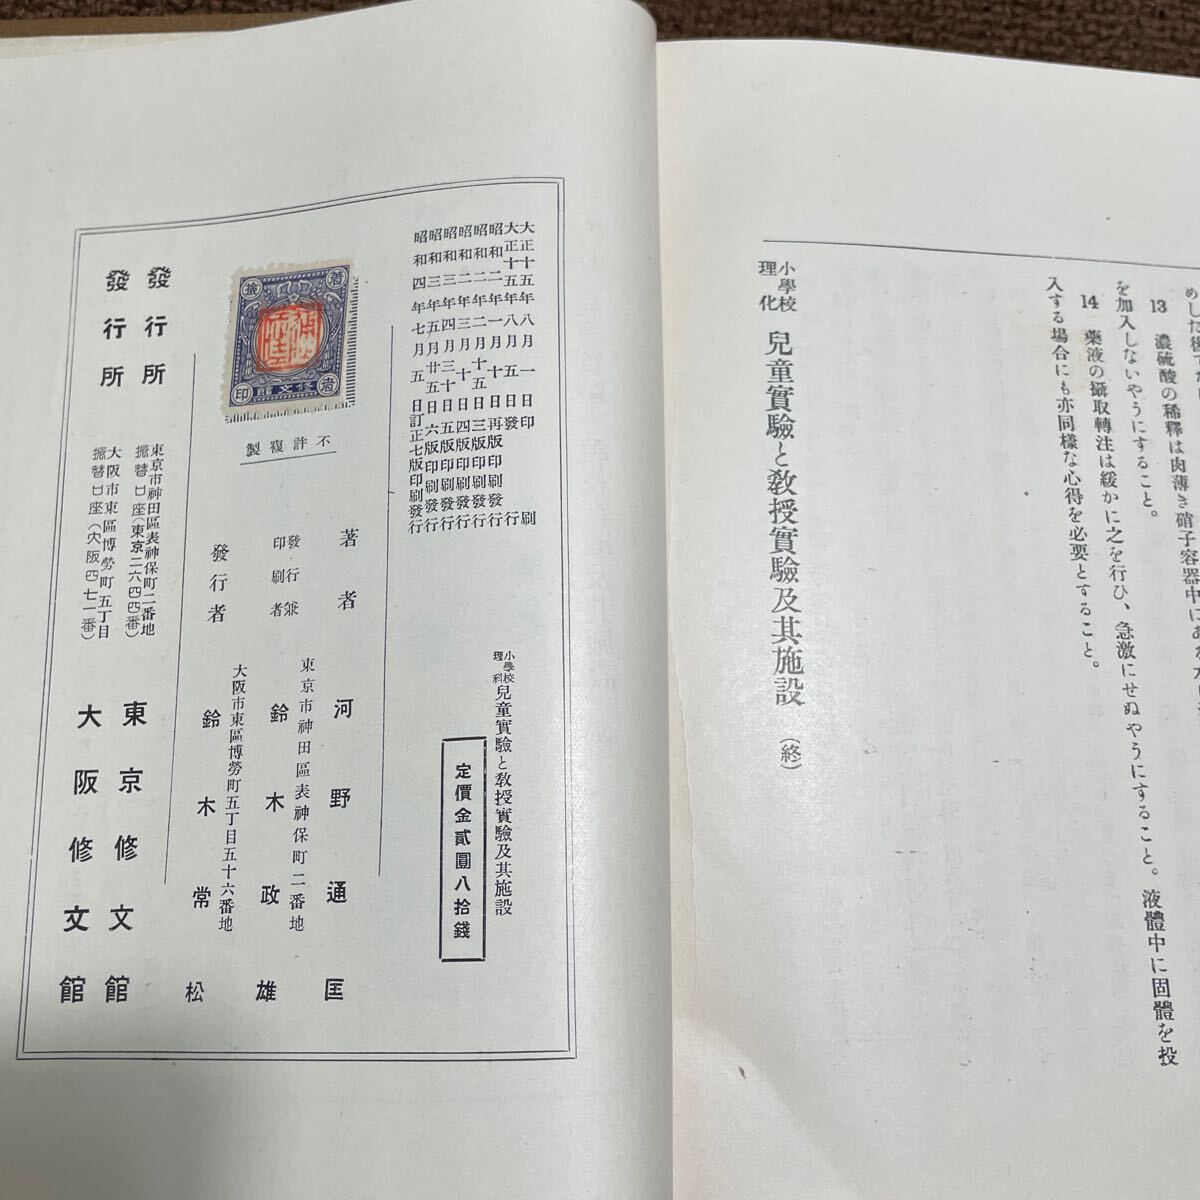 13　濃硫酸の稀釋は肉薄き硝子容器中に
を加入しないやうにすること。
14　藥液の攝取轉注は緩かに之を行ひ、急激にせぬやうにすること。液體中に固體を投
入する場合にも亦同樣な心得を必要とすること。
小學校
理化
兒童實驗と敎授實驗及其施設　（終）
大正十五年八月一日印刷
大正十五年八月五日發行
昭和二年一月十日再版印刷發行
昭和二年二月十五日三版印刷發行
昭和三年三月十日四版印刷發行
昭和三年四月三十日五版印刷發行
昭和三年五月廿五日六版印刷發行
昭和四年七月五日訂正七版印刷發行
小學校
理科
兒童實驗と敎授實驗及其施設
定價金貳圓八拾錢
著作者印
修文館
不許複製
著者　河野通匡
東京市神田區表神保町二番地
發行兼
印刷者　鈴木政雄
大阪市東區博勞町五丁目五十六番地
發行者　鈴木常松
發行所
東京市神田區表神保町二番地
振替口座（東京二六四四番）
東京修文館
發行所
大阪市東區博勞町五丁目
振替口座（大阪四七一番）
大阪修文館